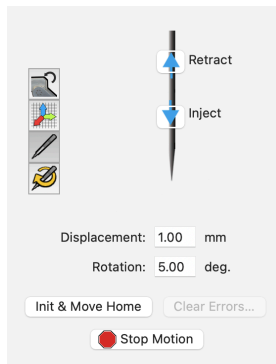 Retract
Inject
Displacement: 1.00 mm
Rotation: 5.00 deg.
Init & Move Home Clear Errors...
Stop Motion